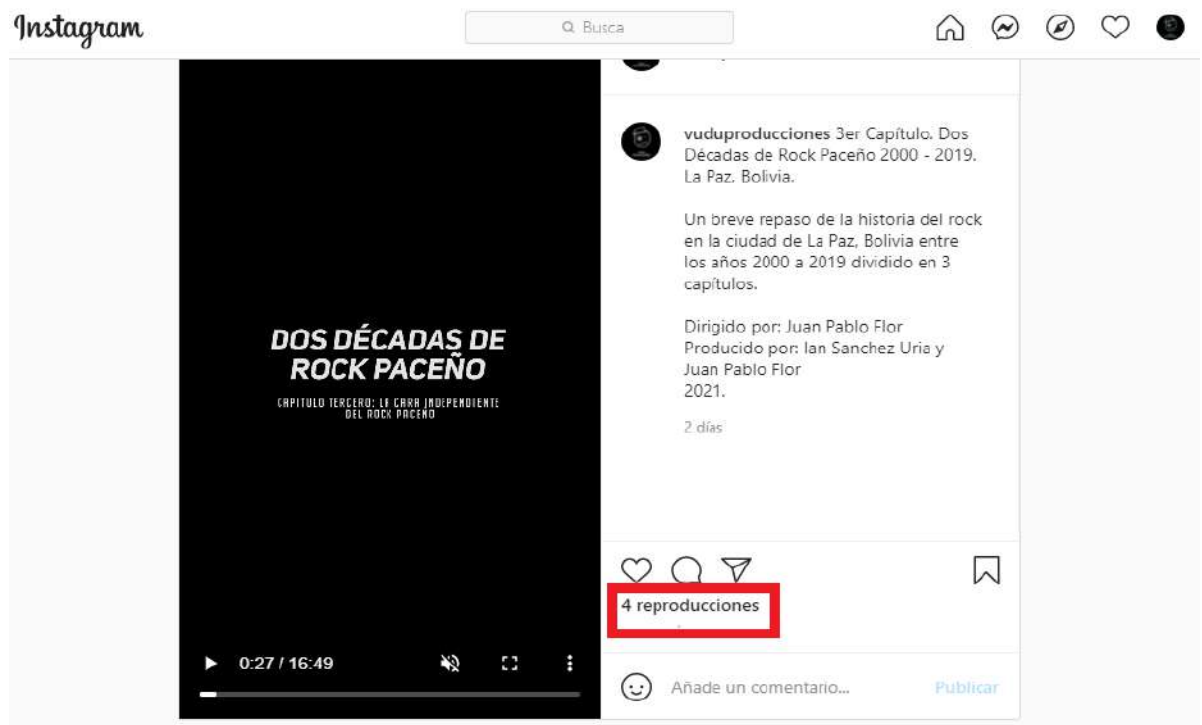 Instagram
Busca
DOS DÉCADAS DE
ROCK PACEÑO
CAPITULO TERCERO: LA CARA INDEPENDIENTE
DEL ROCK PACEÑO
0:27 / 16:49
vuduproducciones 3er Capítulo. Dos
Décadas de Rock Paceño 2000 - 2019.
La Paz. Bolivia.
Un breve repaso de la historia del rock
en la ciudad de La Paz, Bolivia entre
los años 2000 a 2019 dividido en 3
capítulos.
Dirigido por: Juan Pablo Flor
Producido por: Ian Sanchez Uria y
Juan Pablo Flor
2021.
2 días
4 reproducciones
Añade un comentario...
Publicar